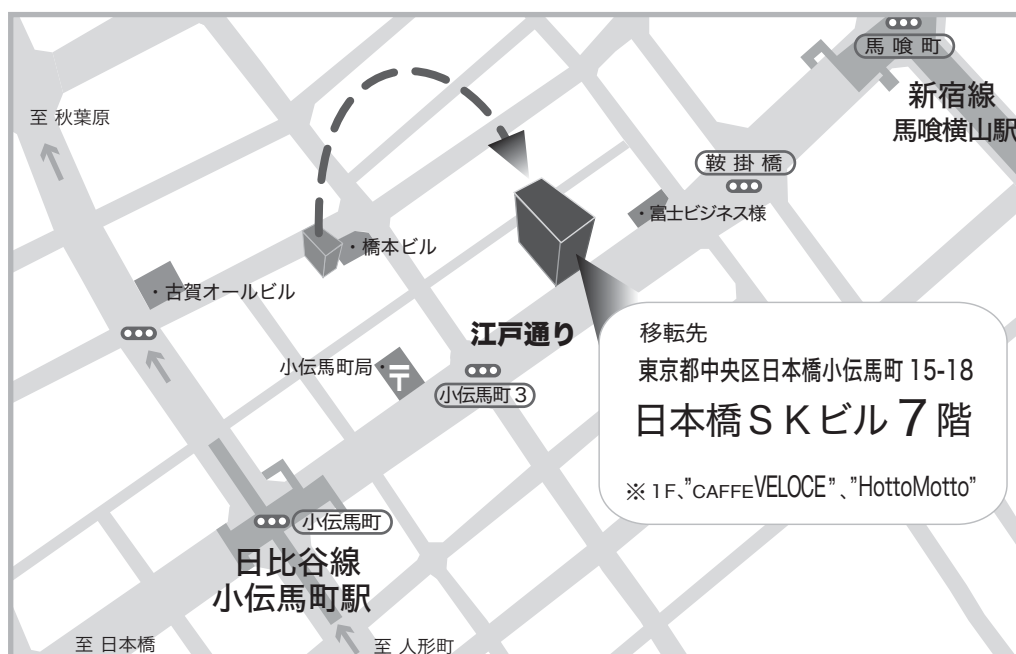 馬喰町
新宿線
馬喰横山駅
至 秋葉原
鞍掛橋
・富士ビジネス様
・橋本ビル
・古賀オールビル
江戸通り
小伝馬町局・
〒
小伝馬町3
移転先
東京都中央区日本橋小伝馬町 15-18
日本橋SKビル 7 階
※ 1F、”CAFFEVELOCE”、”HottoMotto”
小伝馬町
日比谷線
小伝馬町駅
至 日本橋
至 人形町